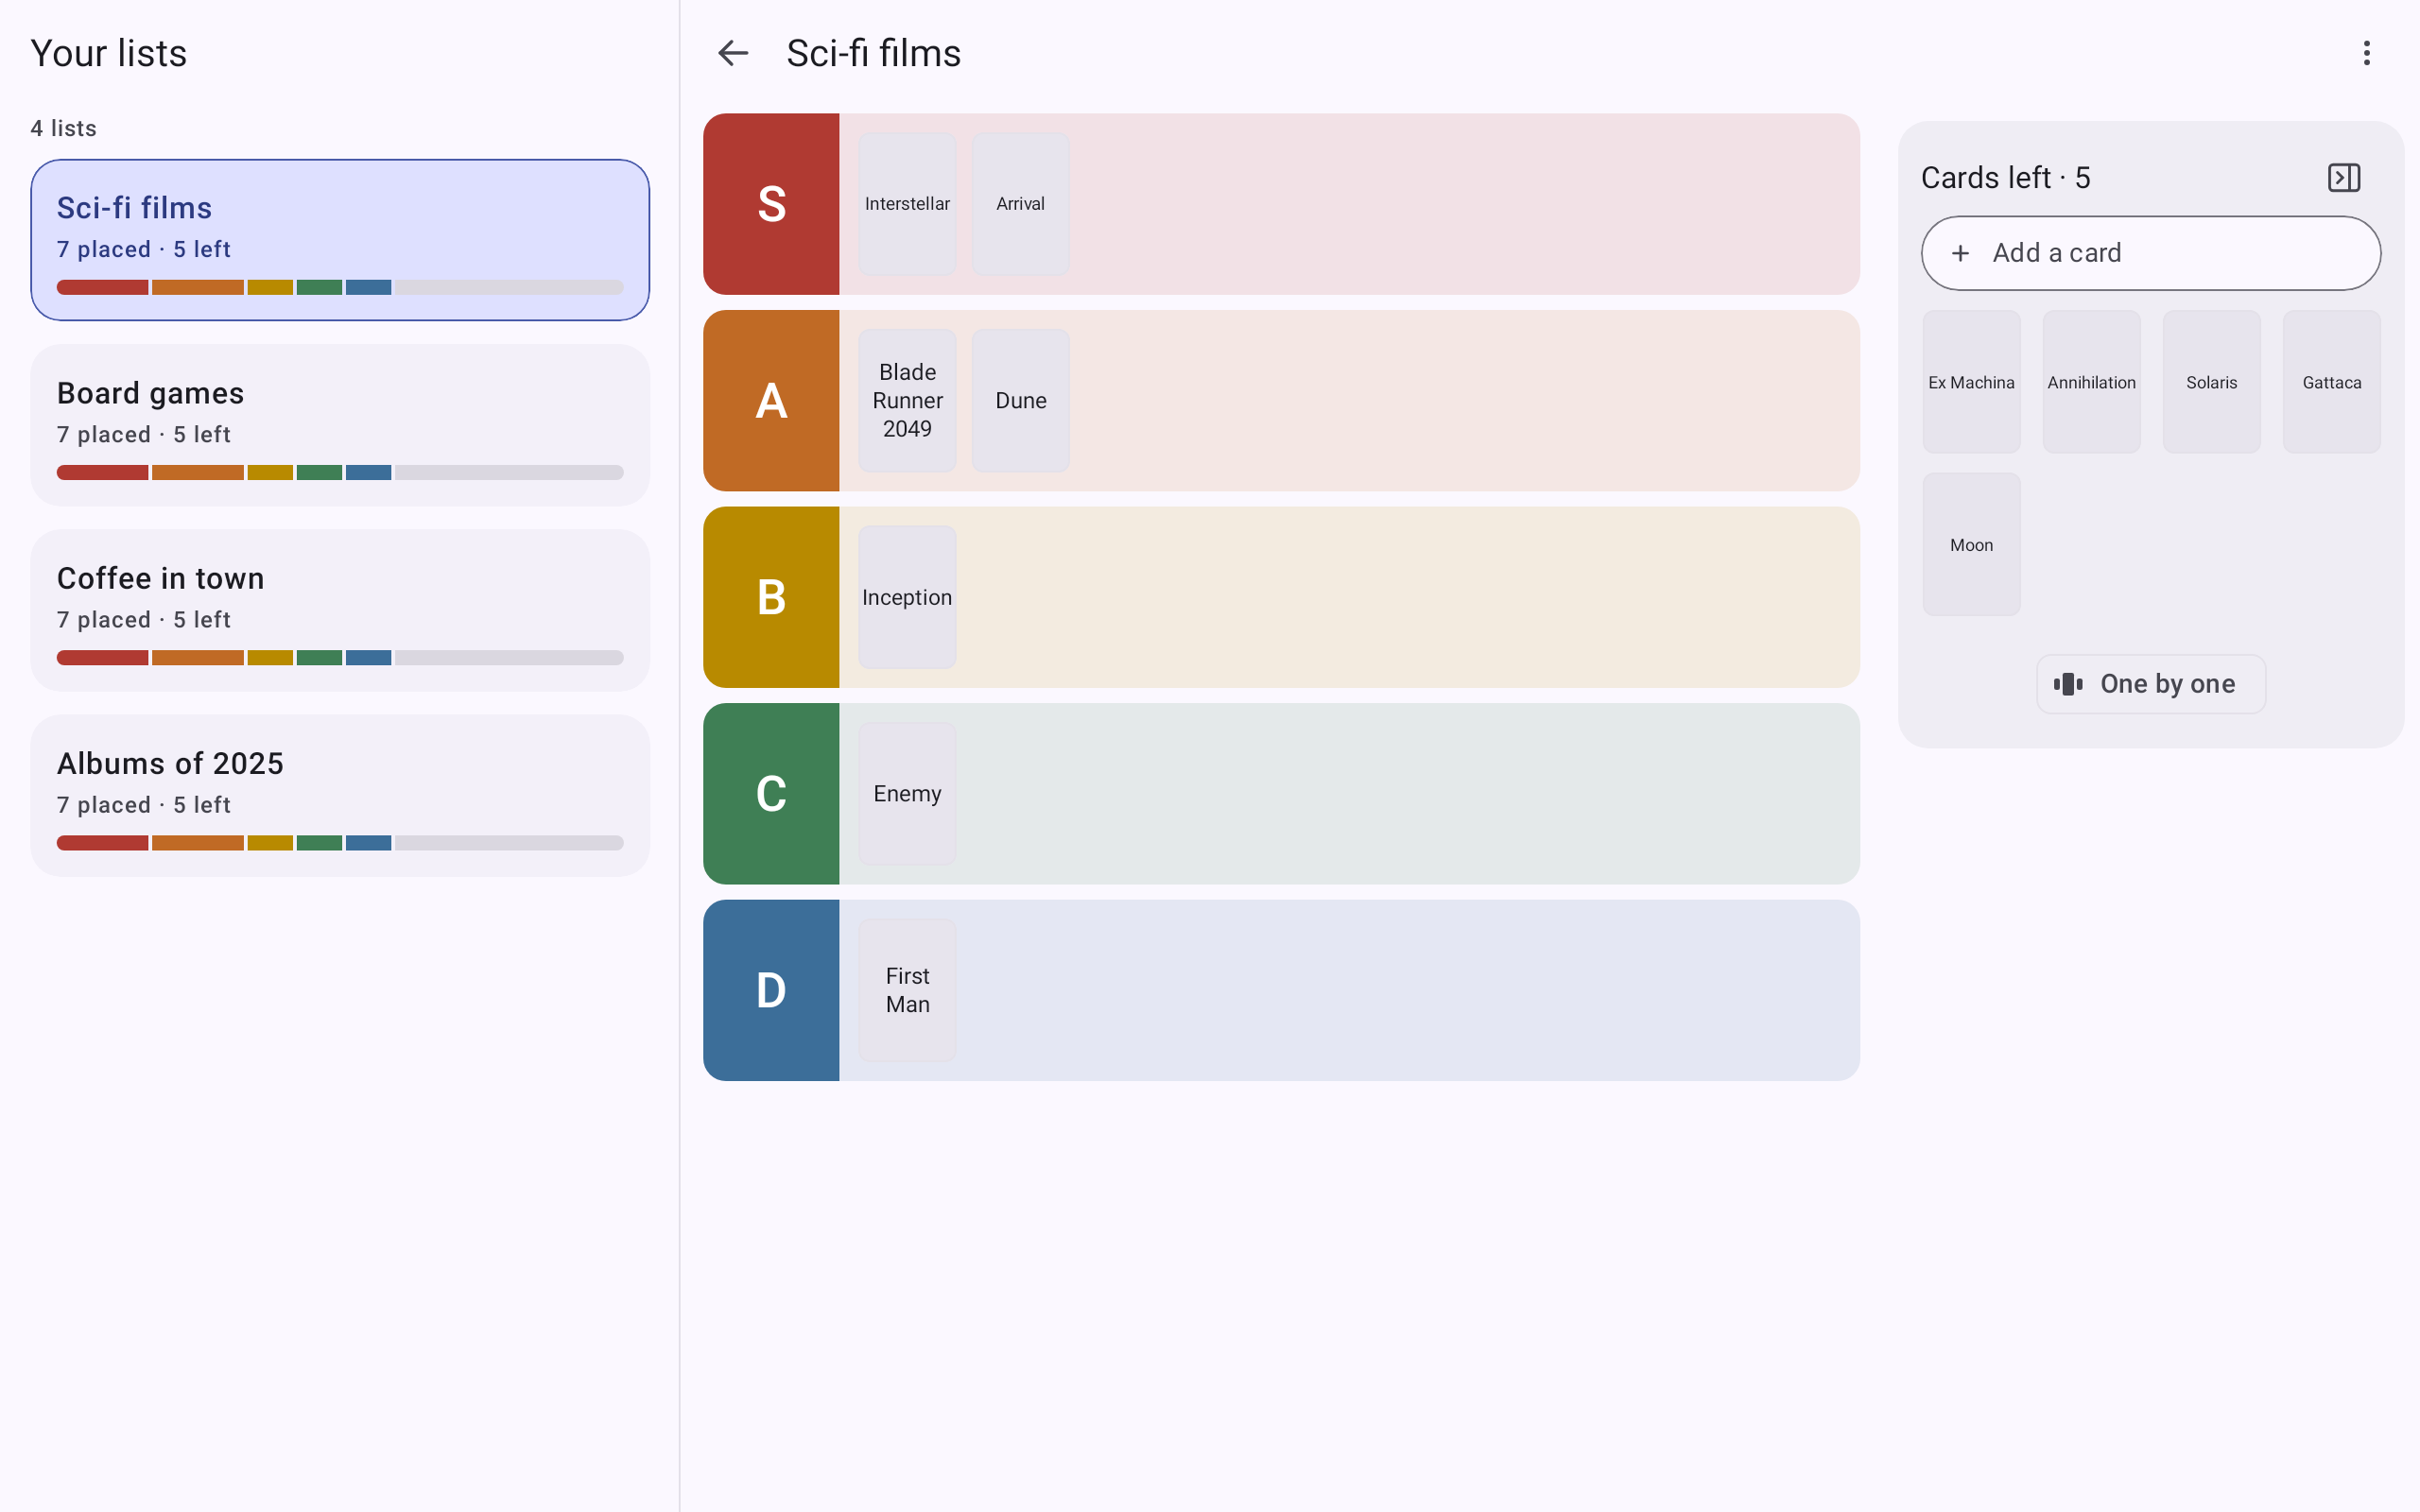 Your lists
4 lists
Sci-fi films
7 placed · 5 left
Board games
7 placed · 5 left
Coffee in town
7 placed · 5 left
Albums of 2025
7 placed · 5 left
Sci-fi films
S
Interstellar
Arrival
A
Blade
Runner
2049
Dune
B
Inception
C
Enemy
D
First
Man
Cards left · 5
+ Add a card
Ex Machina
Annihilation
Solaris
Gattaca
Moon
One by one